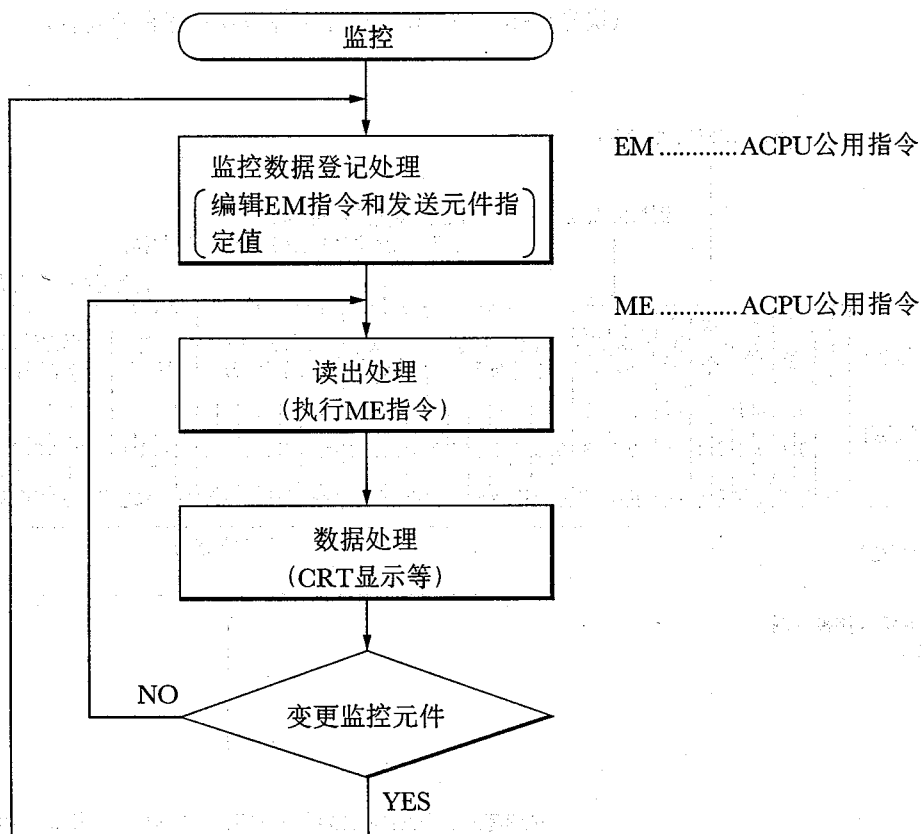 监控
监控数据登记处理
编辑EM指令和发送元件指
定值
EM............ACPU公用指令
ME............ACPU公用指令
读出处理
（执行ME指令）
数据处理
（CRT显示等）
变更监控元件
NO
YES